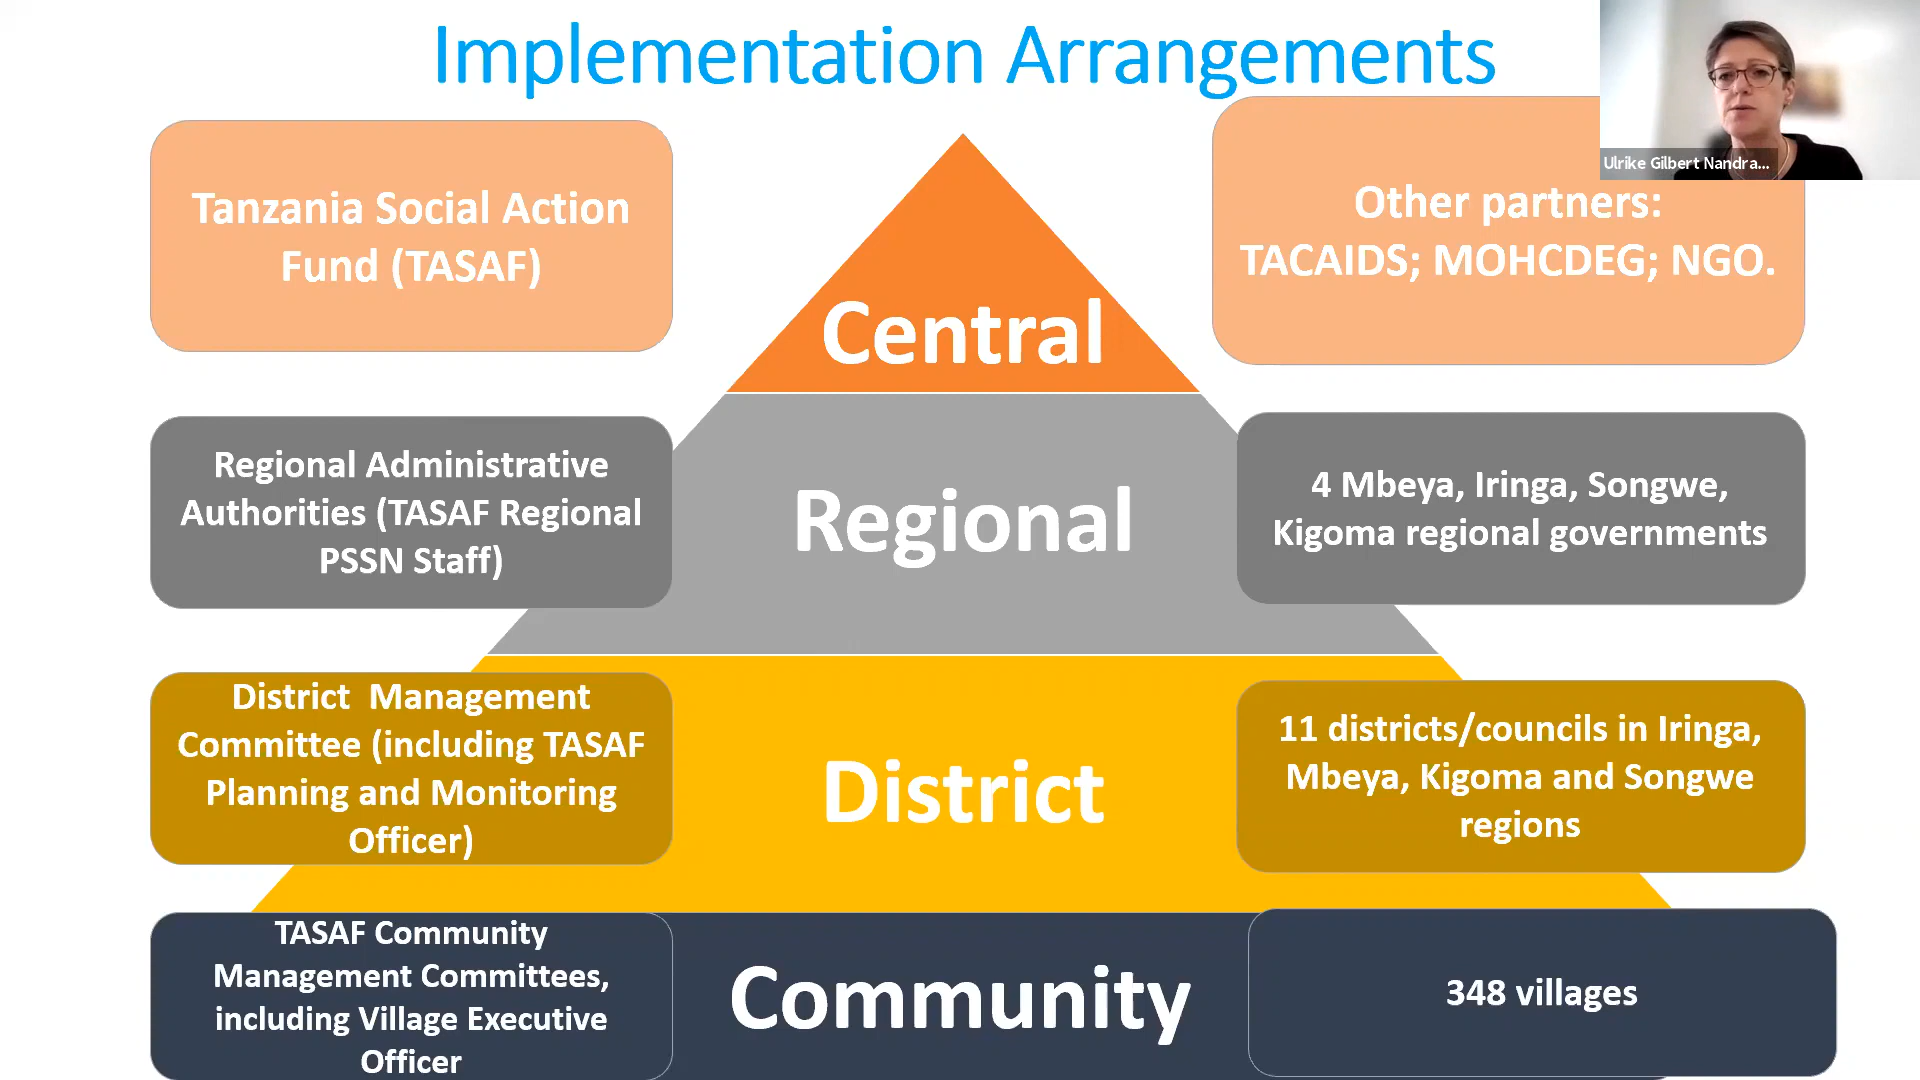 Implementation Arrangements
Ulrike Gilbert Nandra...
Tanzania Social Action
Fund (TASAF)
Central
Other partners:
TACAIDS; MOHCDEG; NGO.
Regional Administrative
Authorities (TASAF Regional
PSSN Staff)
Regional
4 Mbeya, Iringa, Songwe,
Kigoma regional governments
District Management
Committee (including TASAF
Planning and Monitoring
Officer)
District
11 districts/councils in Iringa,
Mbeya, Kigoma and Songwe
regions
TASAF Community
Management Committees,
including Village Executive
Officer
Community
348 villages